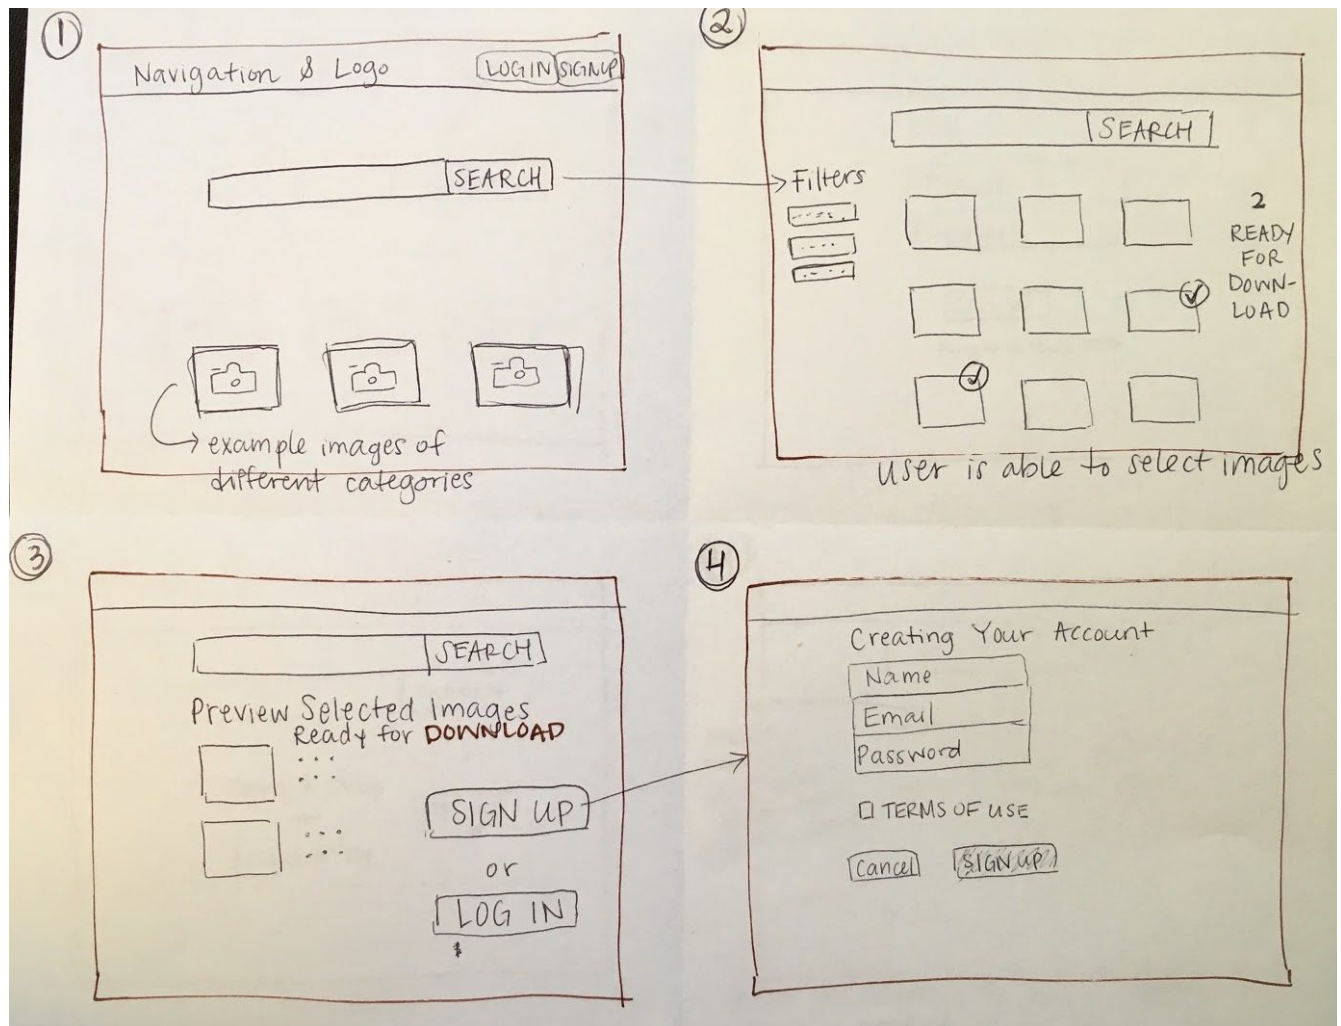 1
Navigation & Logo
LOGIN
SIGNUP
SEARCH
example images of
different categories
2
SEARCH
Filters
2
READY
FOR
DOWN-
LOAD
User is able to select images
3
SEARCH
Preview Selected Images
Ready for DOWNLOAD
SIGN UP
or
LOG IN
4
Creating Your Account
Name
Email
Password
TERMS OF USE
Cancel
SIGN UP